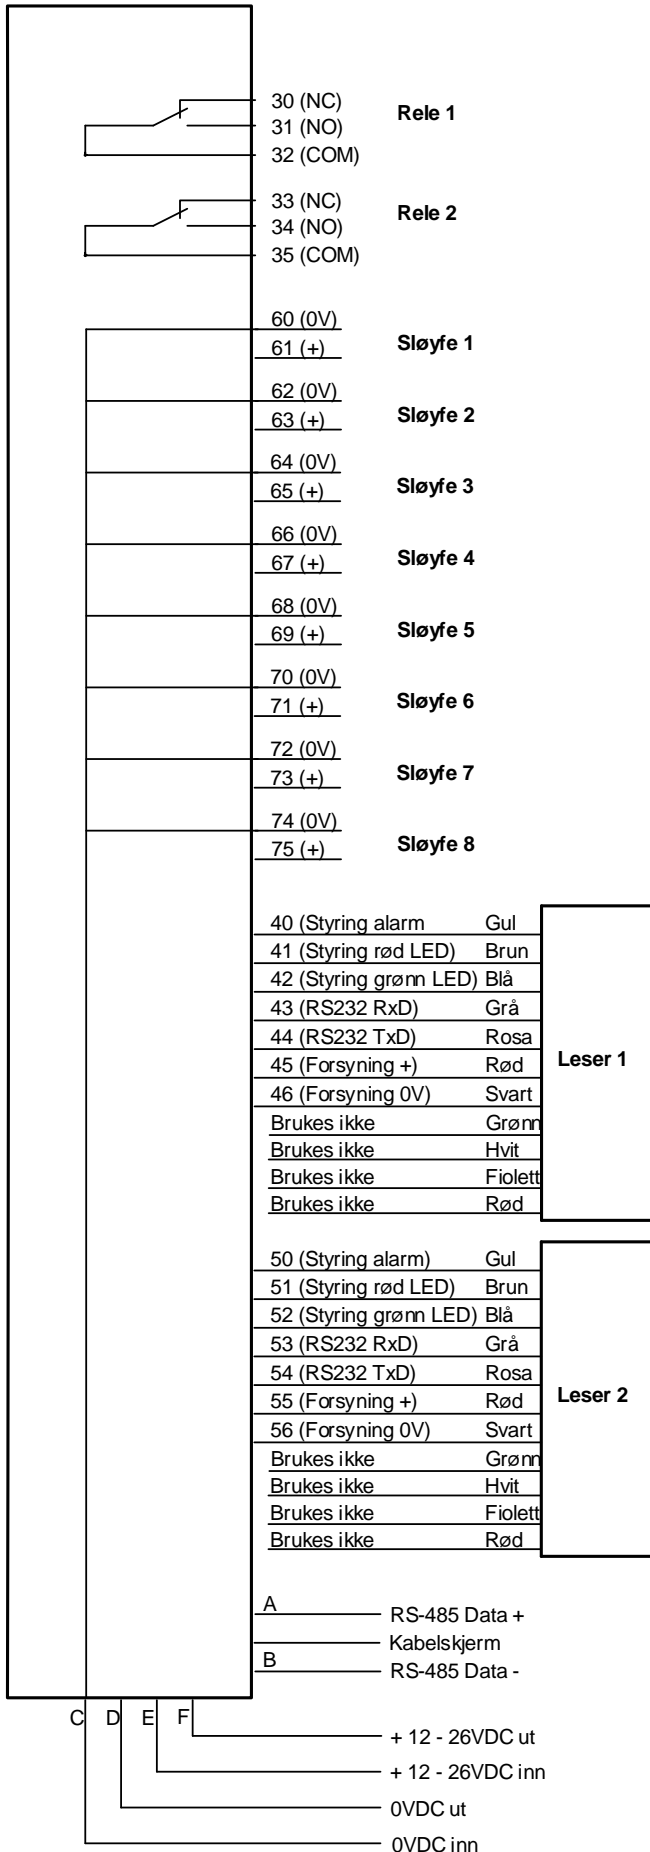 30 (NC)
31 (NO)
32 (COM)
Rele 1
33 (NC)
34 (NO)
35 (COM)
Rele 2
60 (0V)
61 (+)
Sløyfe 1
62 (0V)
63 (+)
Sløyfe 2
64 (0V)
65 (+)
Sløyfe 3
66 (0V)
67 (+)
Sløyfe 4
68 (0V)
69 (+)
Sløyfe 5
70 (0V)
71 (+)
Sløyfe 6
72 (0V)
73 (+)
Sløyfe 7
74 (0V)
75 (+)
Sløyfe 8
40 (Styring alarm Gul
41 (Styring rød LED) Brun
42 (Styring grønn LED) Blå
43 (RS232 RxD) Grå
44 (RS232 TxD) Rosa
45 (Forsyning +) Rød
46 (Forsyning 0V) Svart
Brukes ikke Grønn
Brukes ikke Hvit
Brukes ikke Fiolett
Brukes ikke Rød
Leser 1
50 (Styring alarm) Gul
51 (Styring rød LED) Brun
52 (Styring grønn LED) Blå
53 (RS232 RxD) Grå
54 (RS232 TxD) Rosa
55 (Forsyning +) Rød
56 (Forsyning 0V) Svart
Brukes ikke Grønn
Brukes ikke Hvit
Brukes ikke Fiolett
Brukes ikke Rød
Leser 2
A RS-485 Data +
Kabelskjerm
B RS-485 Data -
C D E F
+ 12 - 26VDC ut
+ 12 - 26VDC inn
0VDC ut
0VDC inn